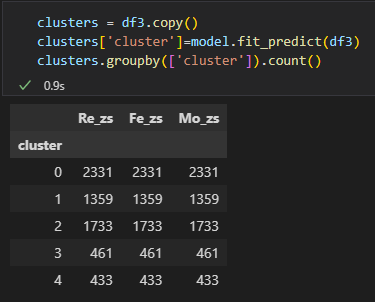 clusters = df3.copy()
clusters['cluster']=model.fit_predict(df3)
clusters.groupby(['cluster']).count()
0.9s
Re_zs Fe_zs Mo_zs
cluster
0 2331 2331 2331
1 1359 1359 1359
2 1733 1733 1733
3 461 461 461
4 433 433 433